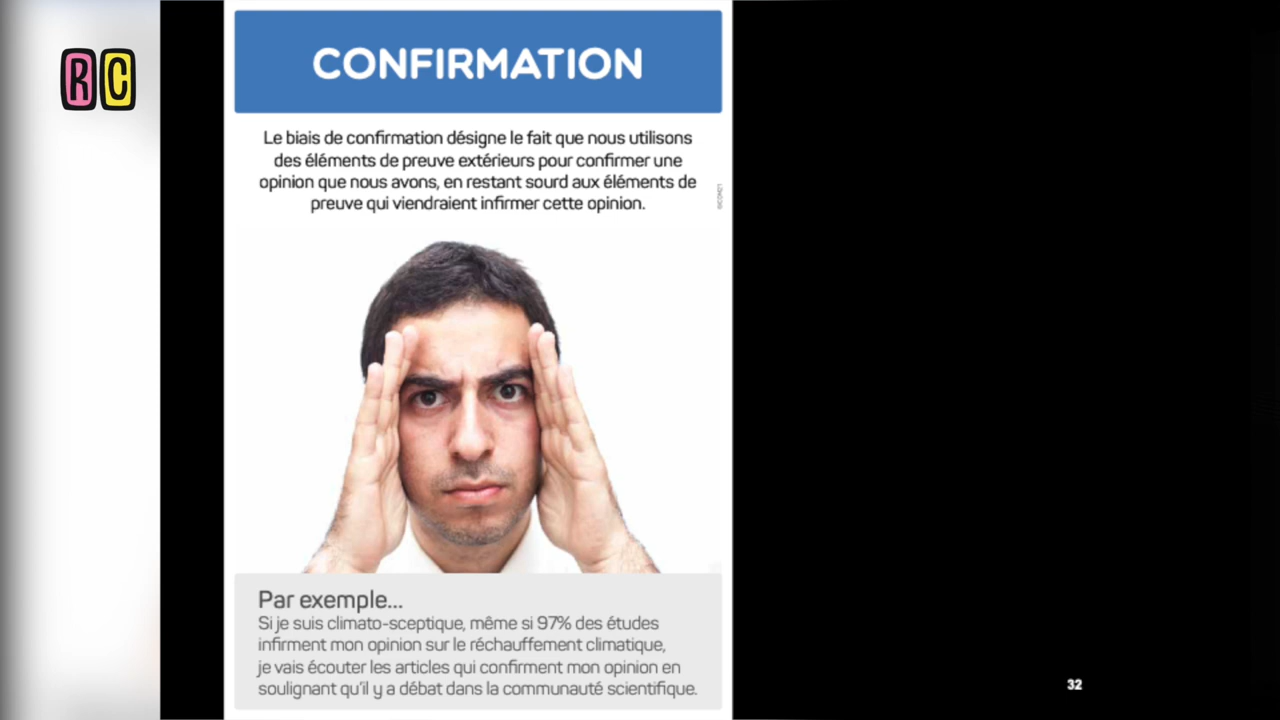 RC
CONFIRMATION
Le biais de confirmation désigne le fait que nous utilisons
des éléments de preuve extérieurs pour confirmer une
opinion que nous avons, en restant sourd aux éléments de
preuve qui viendraient infirmer cette opinion.
Par exemple...
Si je suis climato-sceptique, même si 97% des études
infirment mon opinion sur le réchauffement climatique,
je vais écouter les articles qui confirment mon opinion en
soulignant qu'il y a débat dans la communauté scientifique.
32